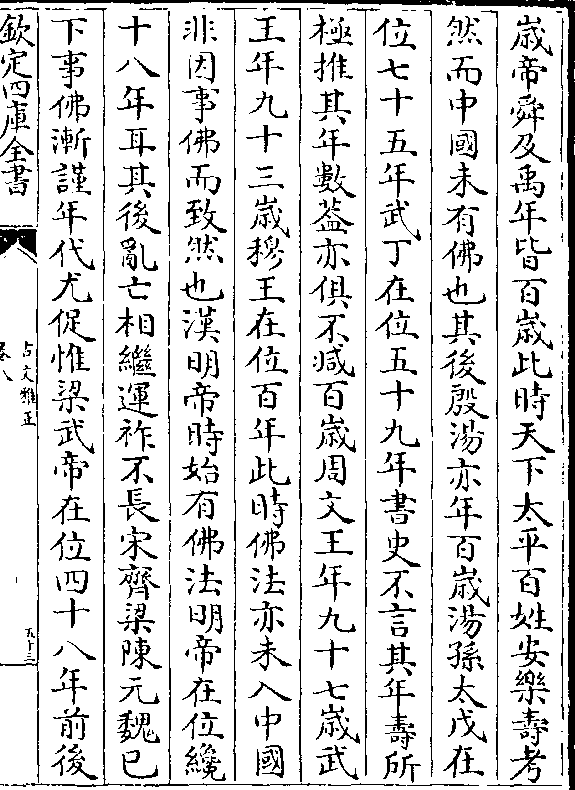 歳帝舜及禹年皆百歳此時天下太平百姓安樂壽考
然而中國未有佛也其後殷湯亦年百歳湯孫太戊在
位七十五年武丁在位五十九年書史不言其年壽所
極推其年數葢亦俱不減百歳周文王年九十七歳武
王年九十三歳穆王在位百年此時佛法亦未入中國
非因事佛而致然也漢明帝時始有佛法明帝在位纔
十八年耳其後亂亡相繼運祚不長宋齊梁陳元魏已
下事佛漸謹年代尤促惟梁武帝在位四十八年前後
欽定四庫全書
古文雅正
卷八
五十三